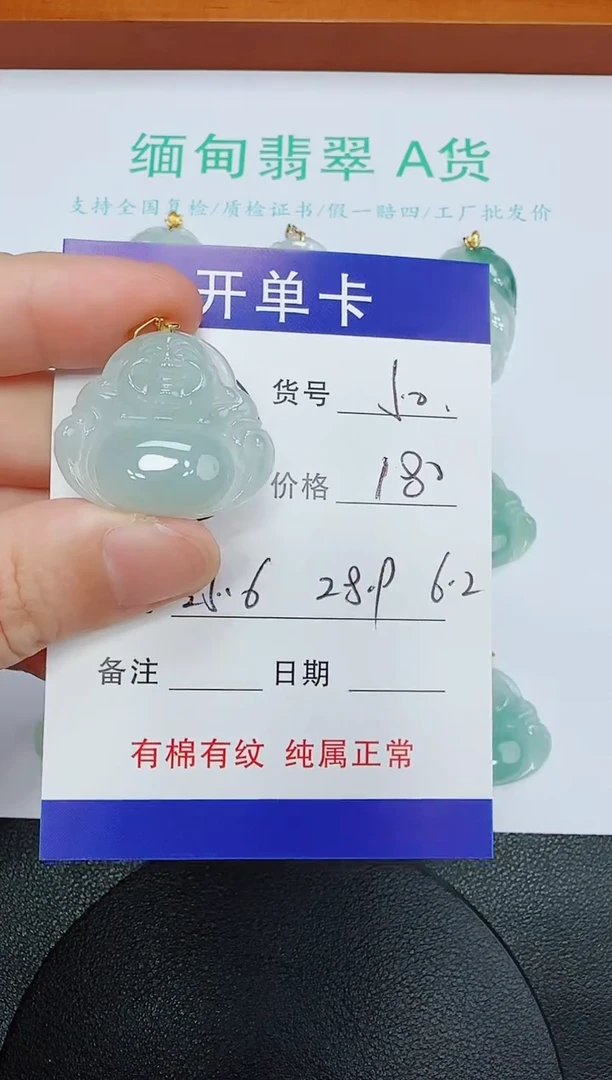 缅甸翡翠 A货
支持全国复检/质检证书/假一赔四/工厂批发价
开单卡
货号
价格 180
28.9 6.2
备注 日期
有棉有纹 纯属正常